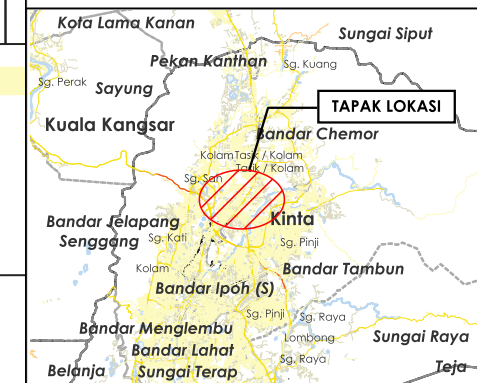 Kota Lama Kanan
Sungai Siput
Pekan Kanthan
Sg. Kuang
Sg. Perak
Sayung
TAPAK LOKASI
Kuala Kangsar
Bandar Chemor
Kolam
Tasik / Kolam
Tasik / Kolam
Sg. Sari
Bandar Jelapang
Kinta
Senggang
Sg. Kati
Sg. Pinji
Kolam
Bandar Tambun
Bandar Ipoh (S)
Sg. Pinji
Sg. Raya
Bandar Menglembu
Lombong
Sungai Raya
Bandar Lahat
Sg. Raya
Belanja
Sungai Terap
Teja